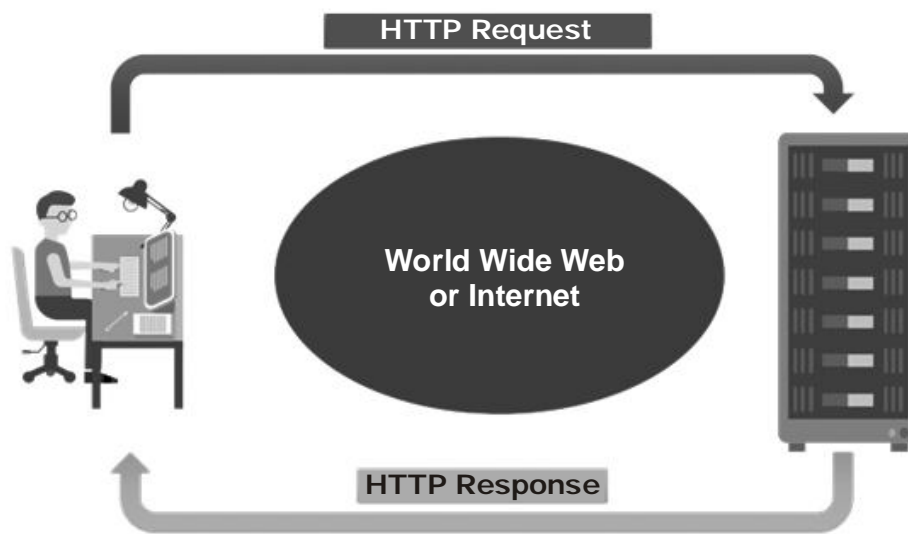 HTTP Request
World Wide Web
or Internet
HTTP Response